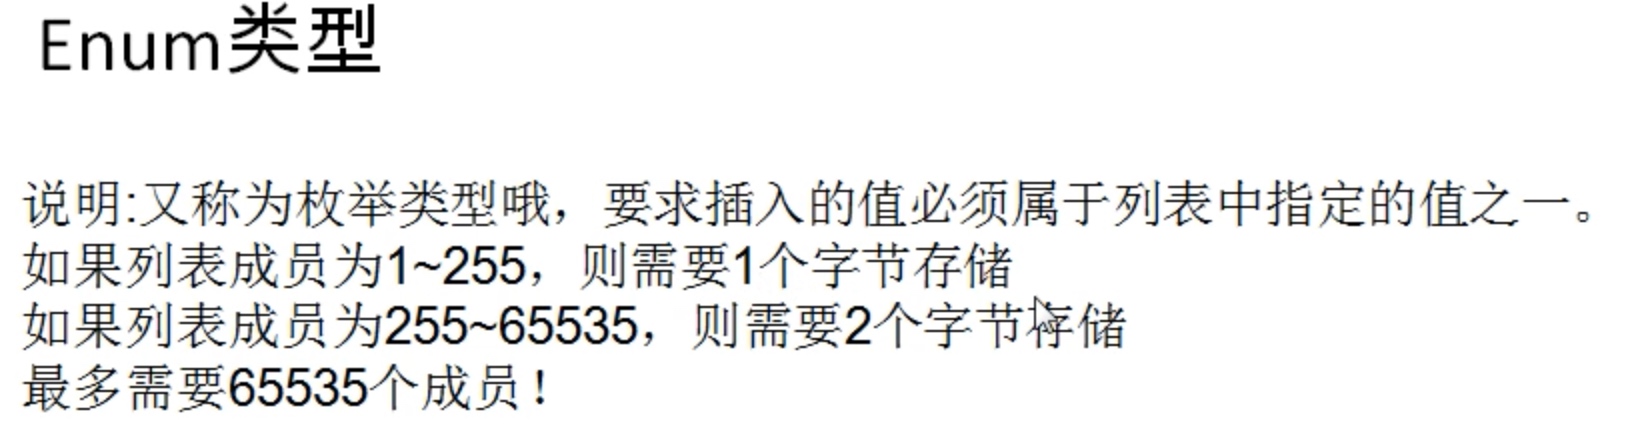 Enum类型
说明:又称为枚举类型哦，要求插入的值必须属于列表中指定的值之一。
如果列表成员为1~255，则需要1个字节存储
如果列表成员为255~65535，则需要2个字节存储
最多需要65535个成员！